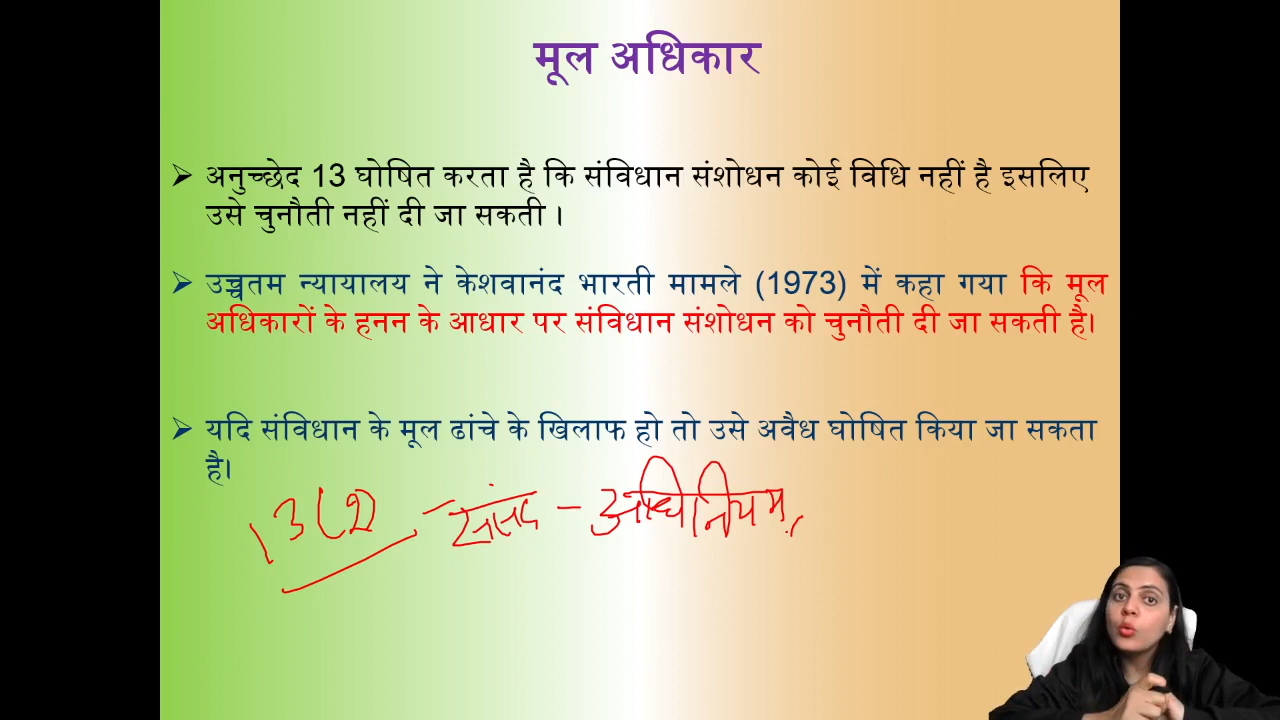 मूल अधिकार
➢ अनुच्छेद 13 घोषित करता है कि संविधान संशोधन कोई विधि नहीं है इसलिए
उसे चुनौती नहीं दी जा सकती ।
➢ उच्चतम न्यायालय ने केशवानंद भारती मामले (1973) में कहा गया कि मूल
अधिकारों के हनन के आधार पर संविधान संशोधन को चुनौती दी जा सकती है।
➢ यदि संविधान के मूल ढांचे के खिलाफ हो तो उसे अवैध घोषित किया जा सकता
है।
13(2) - संसद - अधिनियम